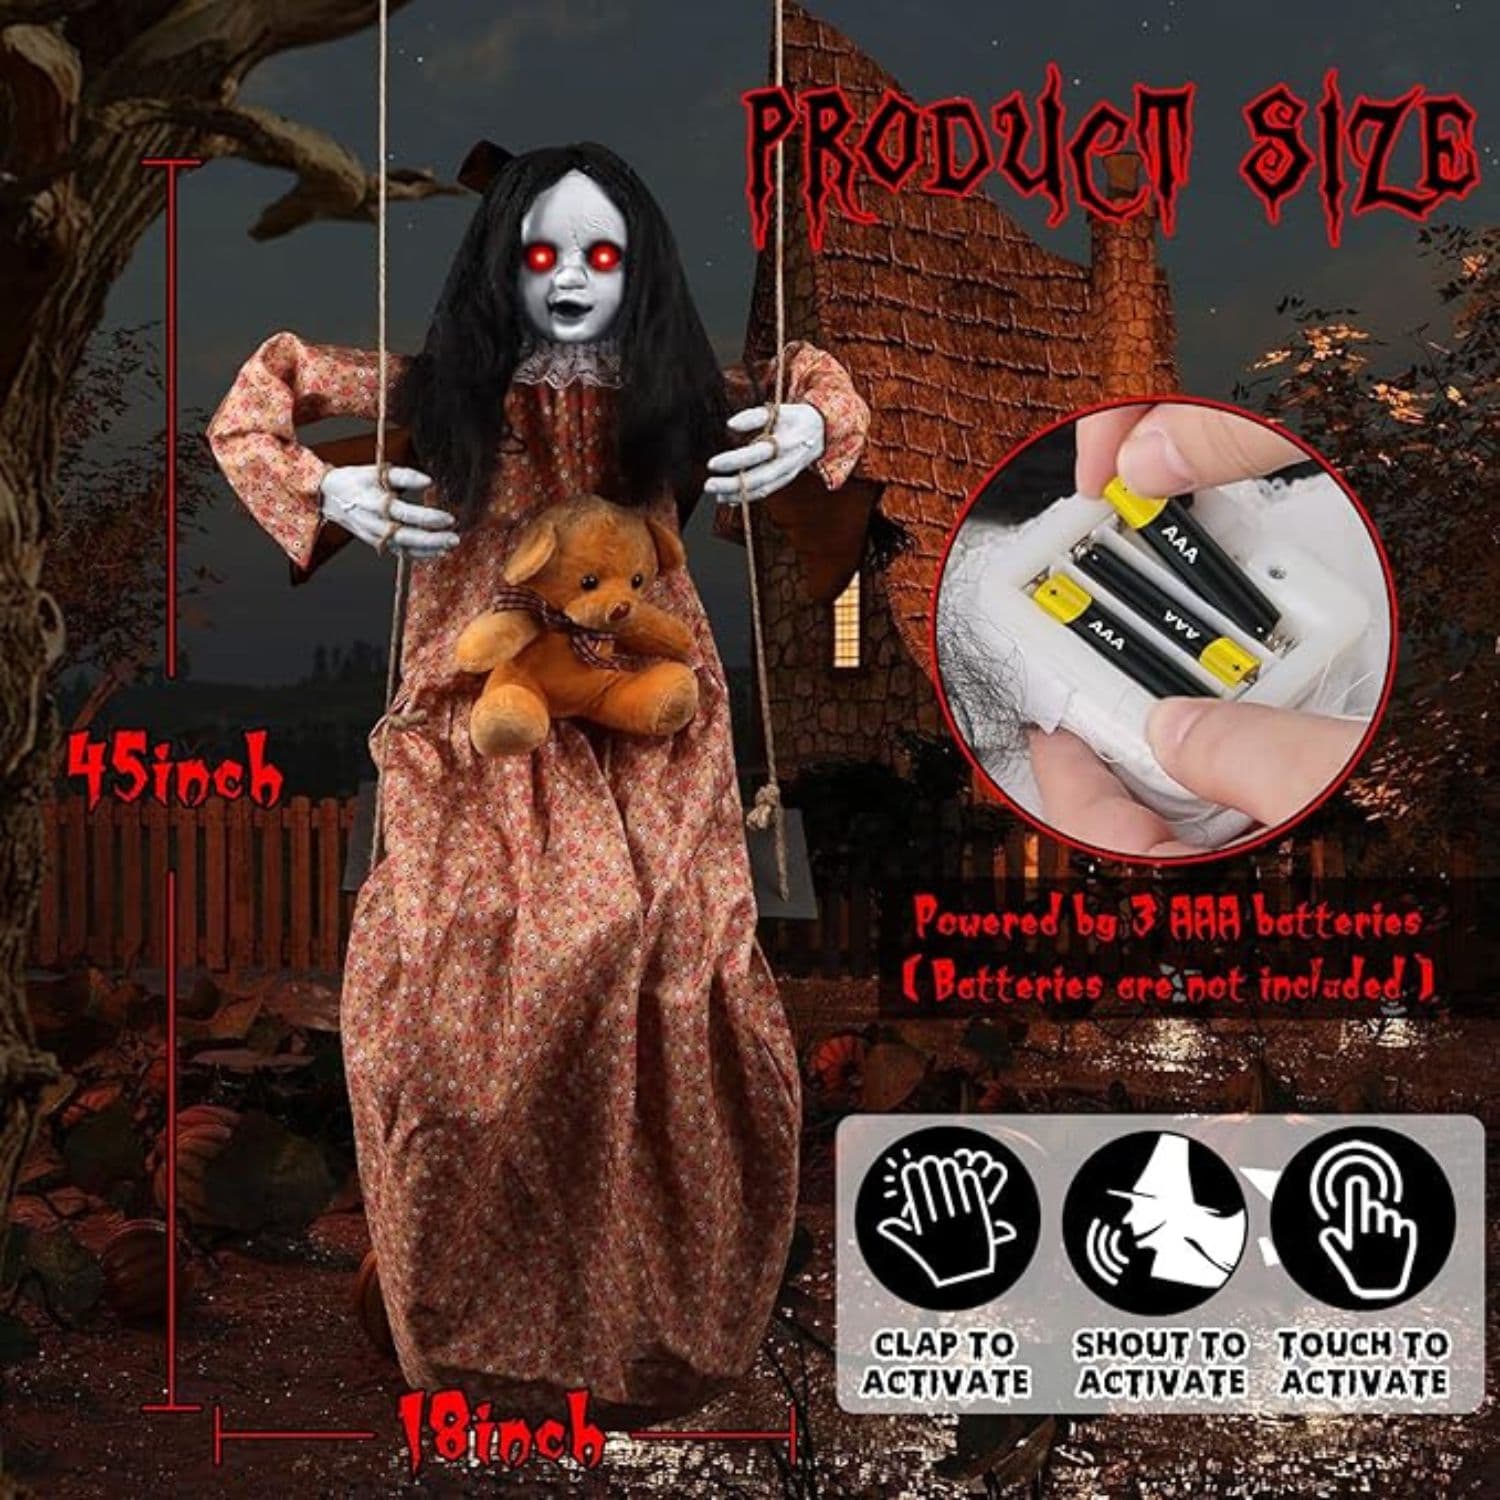 PRODUCT SIZE
45inch
AAA
AAA
AAA
Powered by 3 AAA batteries
( Batteries are not included )
CLAP TO
ACTIVATE
SHOUT TO
ACTIVATE
TOUCH TO
ACTIVATE
18inch